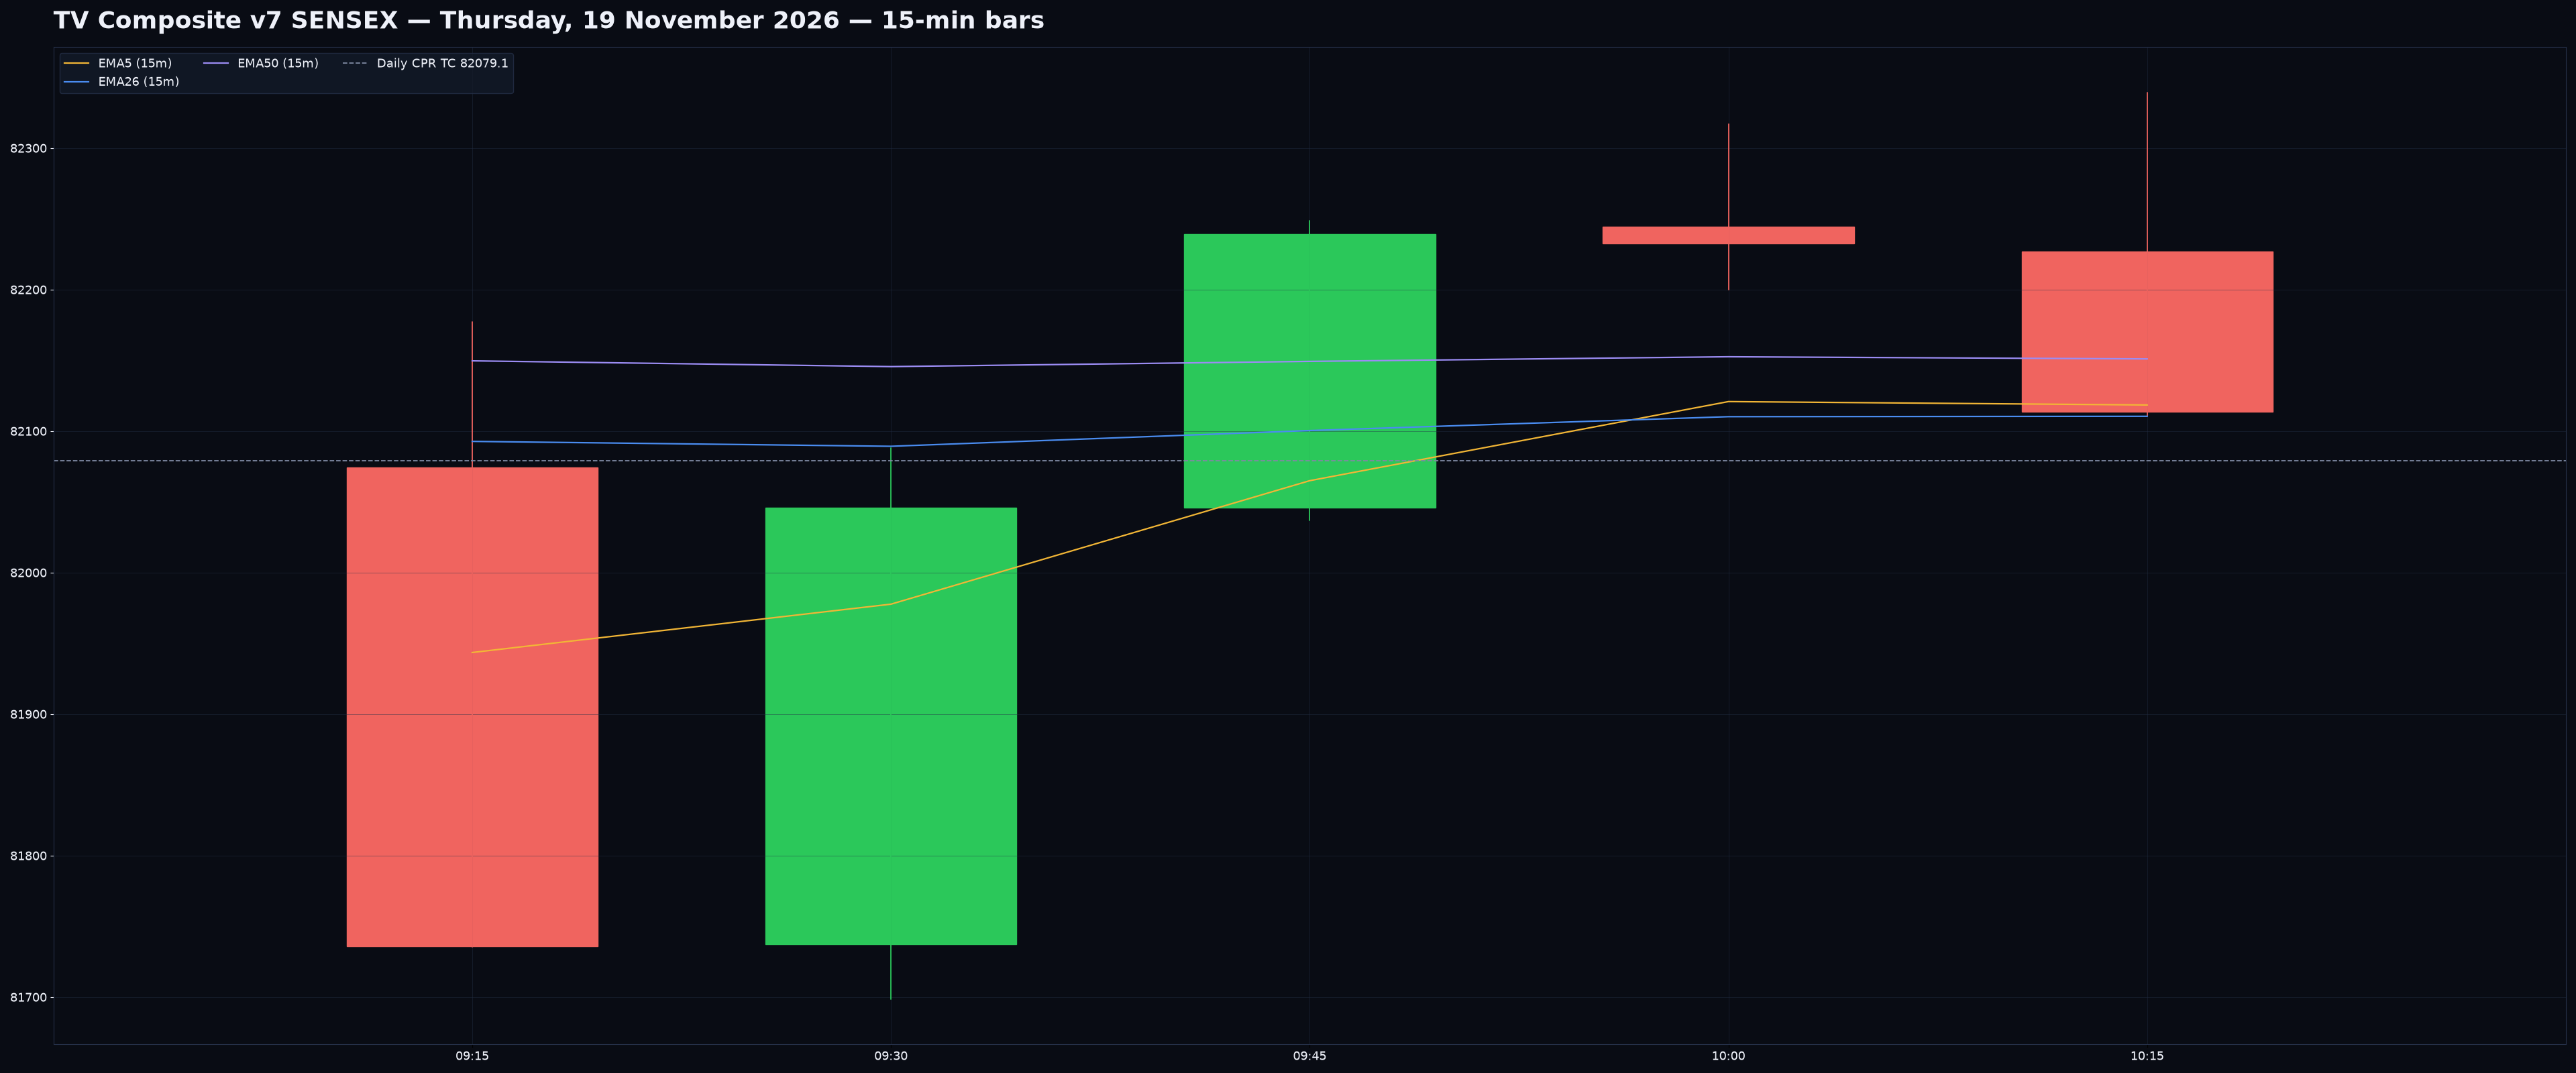 TV Composite v7 SENSEX — Thursday, 19 November 2026 — 15-min bars
EMA5 (15m) EMA50 (15m) Daily CPR TC 82079.1
EMA26 (15m)
82300
82200
82100
82000
81900
81800
81700
09:15 09:30 09:45 10:00 10:15